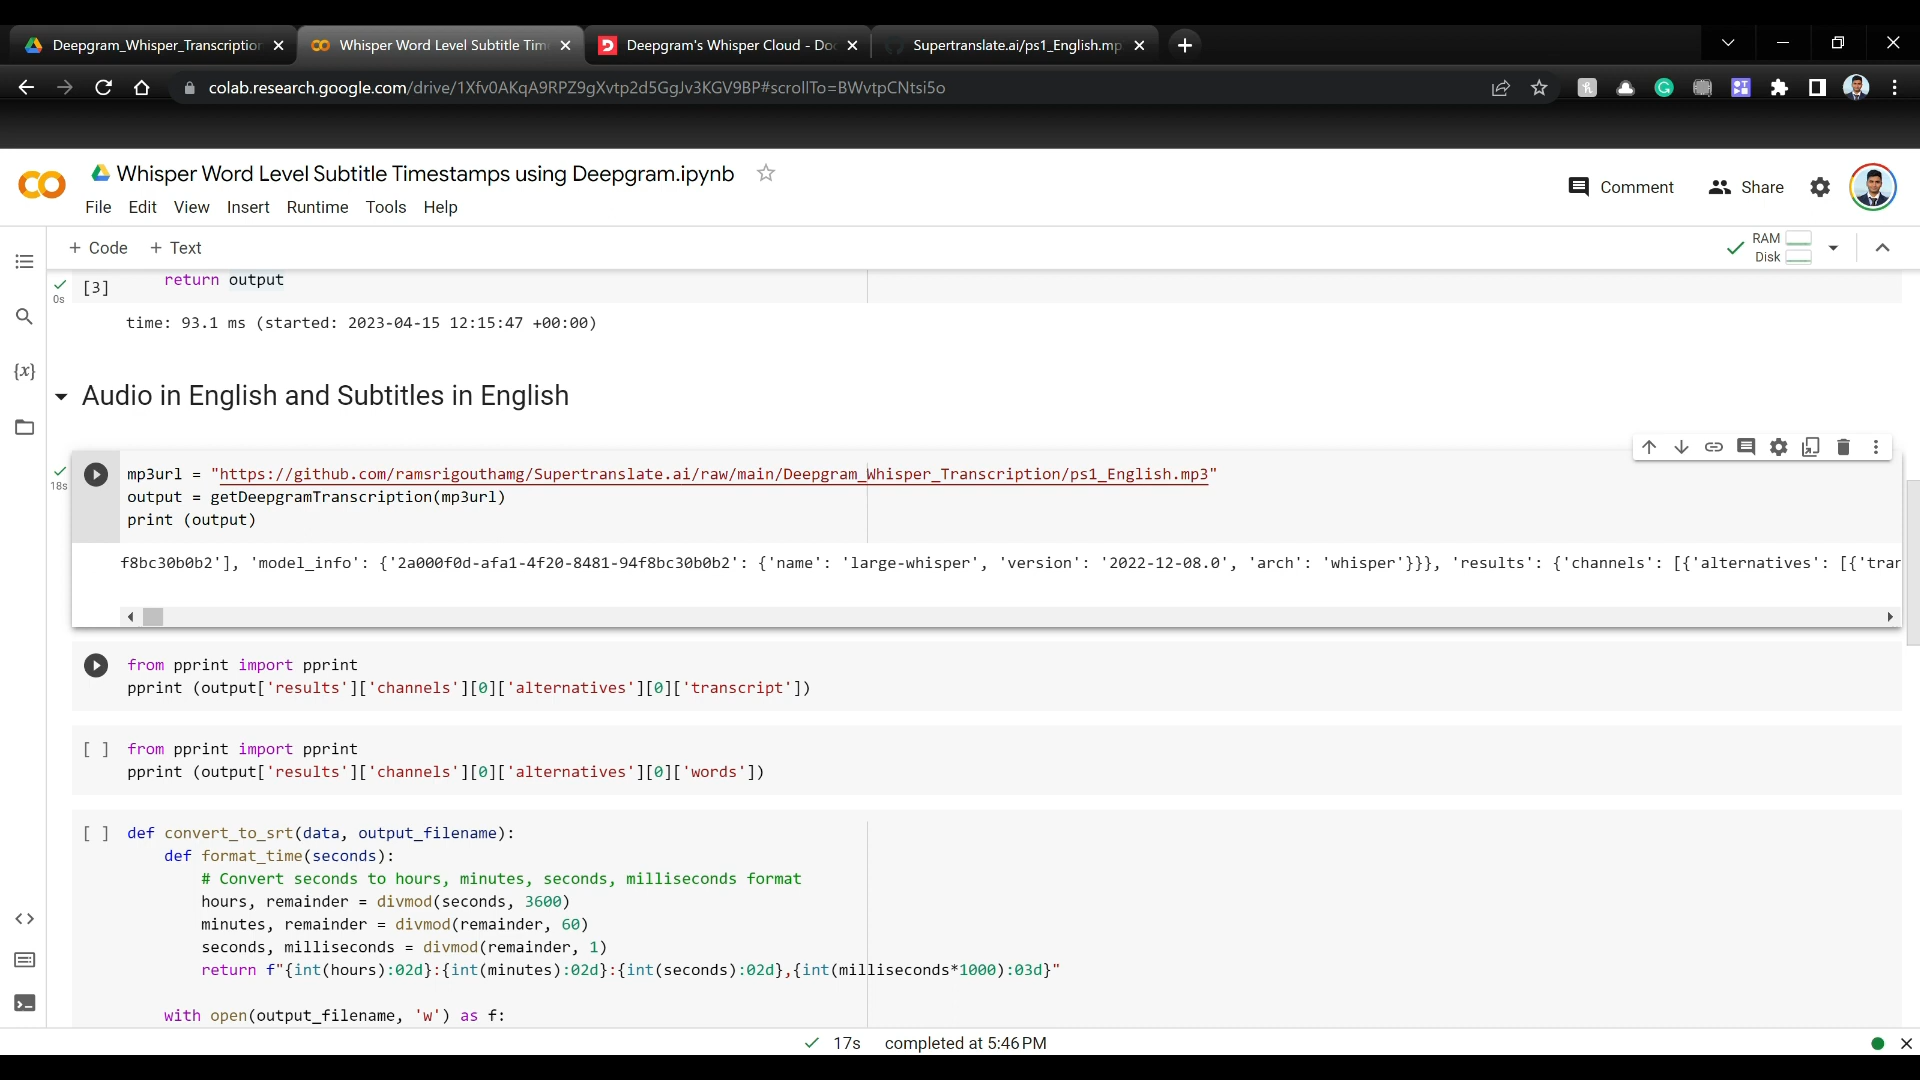 Deepgram_Whisper_Transcription
Whisper Word Level Subtitle Tim
Deepgram's Whisper Cloud - Doc
Supertranslate.ai/ps1_English.mp
colab.research.google.com/drive/1Xfv0AKqA9RPZ9gXvtp2d5GgJv3KGV9BP#scrollTo=BWvtpCNtsi5o
Whisper Word Level Subtitle Timestamps using Deepgram.ipynb
Comment
Share
File Edit View Insert Runtime Tools Help
+ Code + Text
RAM
Disk
[3]
0s
return output
time: 93.1 ms (started: 2023-04-15 12:15:47 +00:00)
{x}
Audio in English and Subtitles in English
18s
mp3url = "https://github.com/ramsrigouthamg/Supertranslate.ai/raw/main/Deepgram_Whisper_Transcription/ps1_English.mp3"
output = getDeepgramTranscription(mp3url)
print (output)
f8bc30b0b2'], 'model_info': {'2a000f0d-afa1-4f20-8481-94f8bc30b0b2': {'name': 'large-whisper', 'version': '2022-12-08.0', 'arch': 'whisper'}}}, 'results': {'channels': [{'alternatives': [{'tran
from pprint import pprint
pprint (output['results']['channels'][0]['alternatives'][0]['transcript'])
[ ] from pprint import pprint
pprint (output['results']['channels'][0]['alternatives'][0]['words'])
[ ] def convert_to_srt(data, output_filename):
def format_time(seconds):
# Convert seconds to hours, minutes, seconds, milliseconds format
hours, remainder = divmod(seconds, 3600)
minutes, remainder = divmod(remainder, 60)
seconds, milliseconds = divmod(remainder, 1)
return f"{int(hours):02d}:{int(minutes):02d}:{int(seconds):02d},{int(milliseconds*1000):03d}"
with open(output_filename, 'w') as f:
17s completed at 5:46 PM